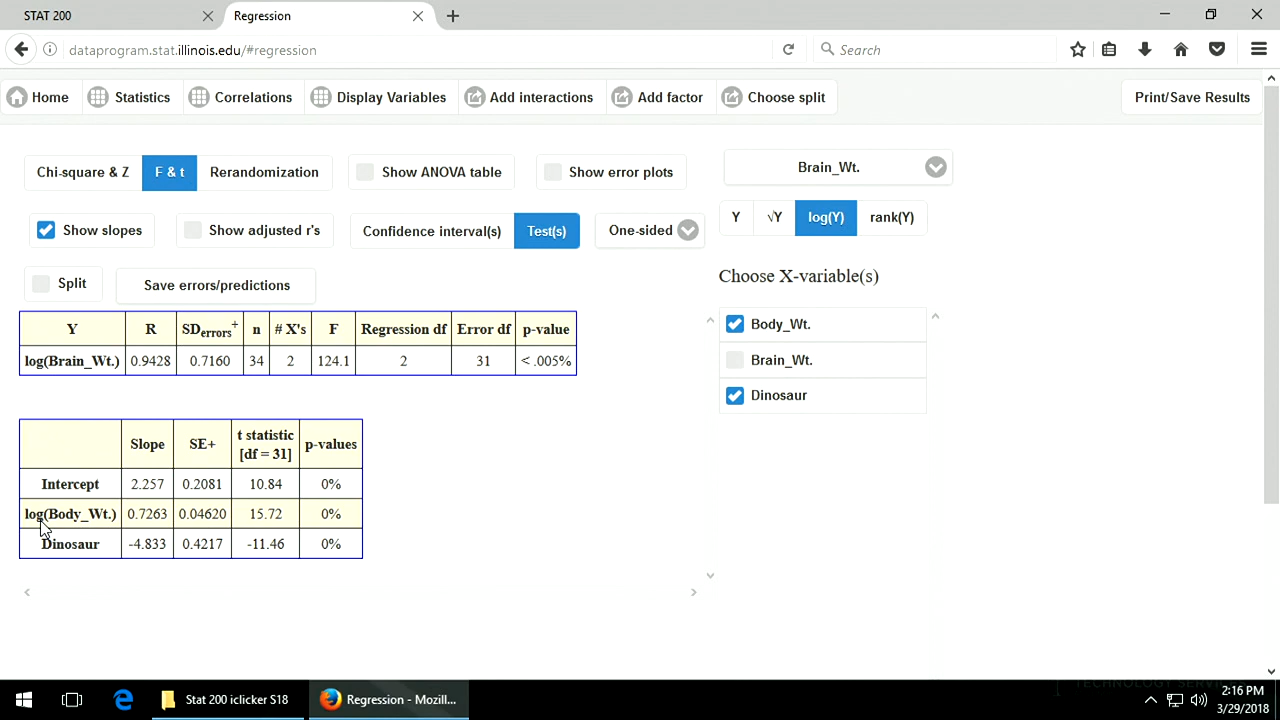 STAT 200
Regression
dataprogram.stat.illinois.edu/#regression
Search
Home
Statistics
Correlations
Display Variables
Add interactions
Add factor
Choose split
Print/Save Results
Chi-square & Z
F & t
Rerandomization
Show ANOVA table
Show error plots
Brain_Wt.
Show slopes
Show adjusted r's
Confidence interval(s)
Test(s)
One-sided
Y
√Y
log(Y)
rank(Y)
Split
Save errors/predictions
Choose X-variable(s)
Body_Wt.
Brain_Wt.
Dinosaur
Y R SDerrors+ n # X's F Regression df Error df p-value
log(Brain_Wt.) 0.9428 0.7160 34 2 124.1 2 31 < .005%
Slope SE+ t statistic [df = 31] p-values
Intercept 2.257 0.2081 10.84 0%
log(Body_Wt.) 0.7263 0.04620 15.72 0%
Dinosaur -4.833 0.4217 -11.46 0%
TECHNOLOGY SERVICES
Stat 200 iclicker S18
Regression - Mozill...
2:16 PM
3/29/2018